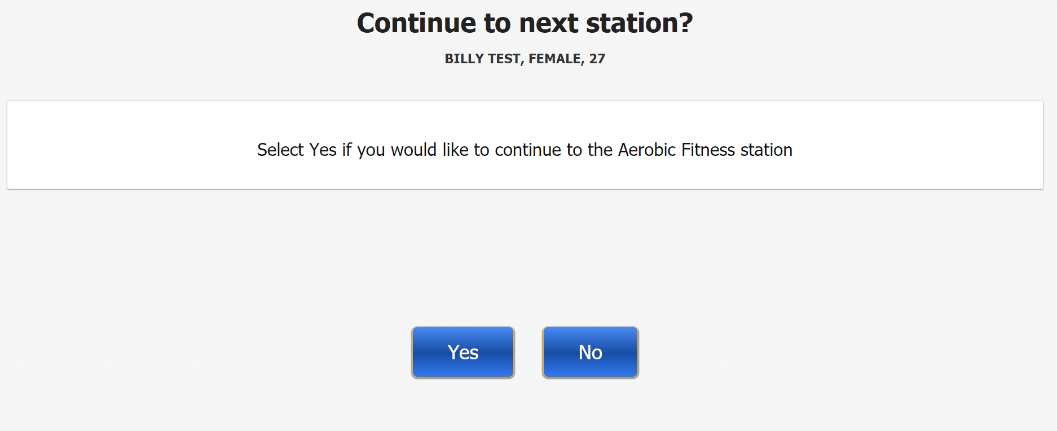 Continue to next station?
BILLY TEST, FEMALE, 27
Select Yes if you would like to continue to the Aerobic Fitness station
Yes No